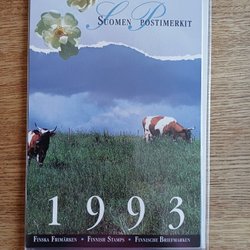 SUOMEN POSTIMERKIT
1993
FINSKA FRIMÄRKEN • FINNISH STAMPS • FINNISCHE BRIEFMARKEN